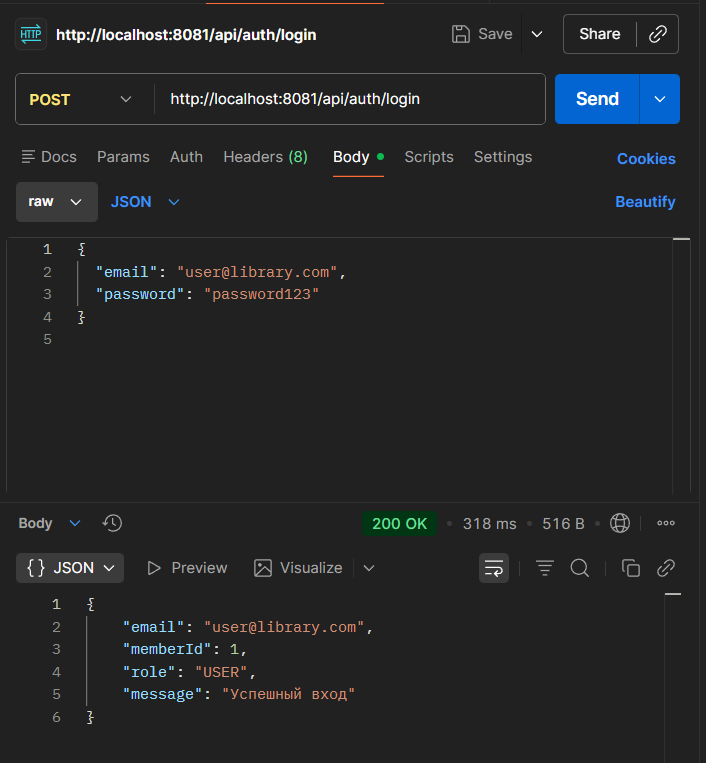 HTTP http://localhost:8081/api/auth/login Save Share
POST http://localhost:8081/api/auth/login Send
Docs Params Auth Headers (8) Body Scripts Settings Cookies
raw JSON Beautify
1 {
2 "email": "user@library.com",
3 "password": "password123"
4 }
5
Body 200 OK 318 ms 516 B
{} JSON Preview Visualize
1 {
2 "email": "user@library.com",
3 "memberId": 1,
4 "role": "USER",
5 "message": "Успешный вход"
6 }